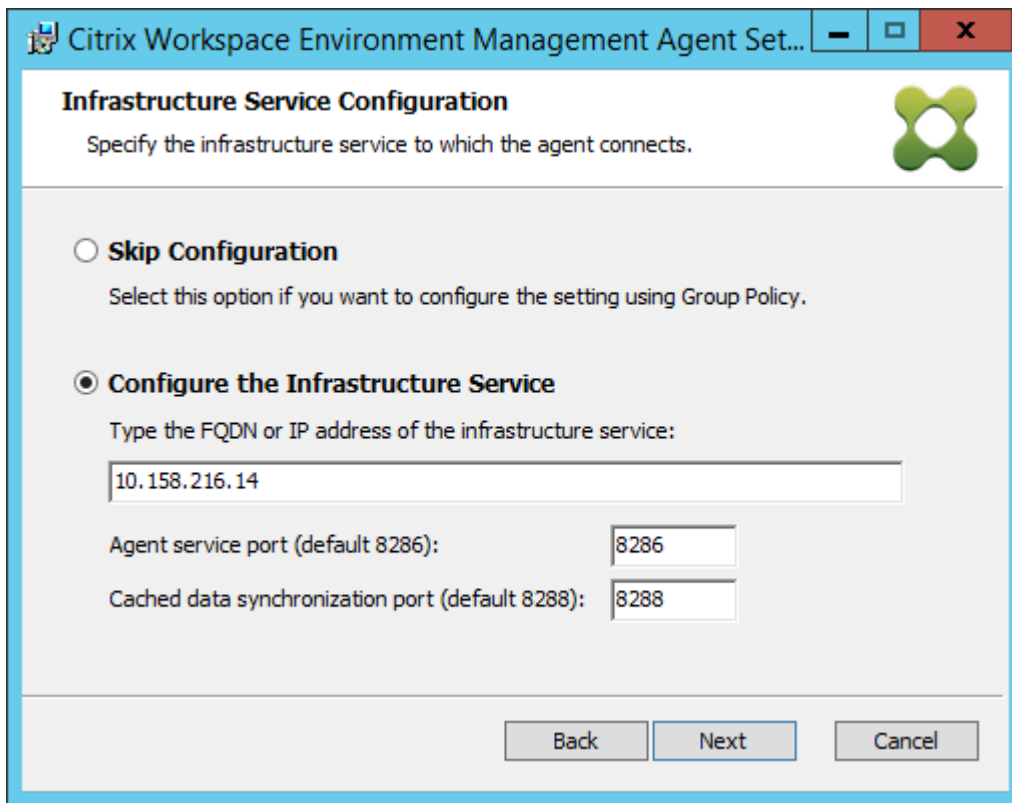 Citrix Workspace Environment Management Agent Set...
Infrastructure Service Configuration
Specify the infrastructure service to which the agent connects.
Skip Configuration
Select this option if you want to configure the setting using Group Policy.
Configure the Infrastructure Service
Type the FQDN or IP address of the infrastructure service:
10.158.216.14
Agent service port (default 8286): 8286
Cached data synchronization port (default 8288): 8288
Back Next Cancel